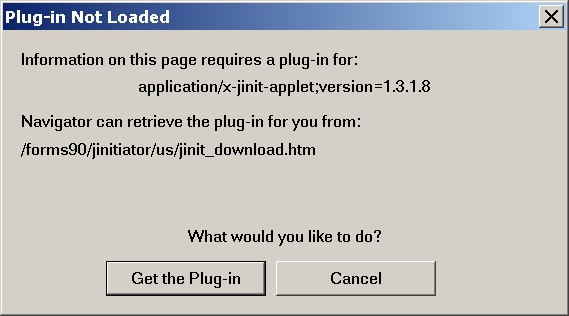 Plug-in Not Loaded
Information on this page requires a plug-in for:
application/x-jinit-applet;version=1.3.1.8
Navigator can retrieve the plug-in for you from:
/forms90/jinitiator/us/jinit_download.htm
What would you like to do?
Get the Plug-in
Cancel